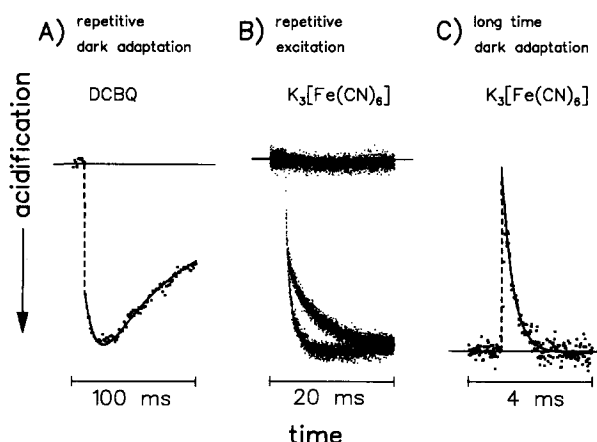 A) repetitive
dark adaptation
DCBQ
B) repetitive
excitation
K₃[Fe(CN)₆]
C) long time
dark adaptation
K₃[Fe(CN)₆]
acidification
100 ms
20 ms
4 ms
time